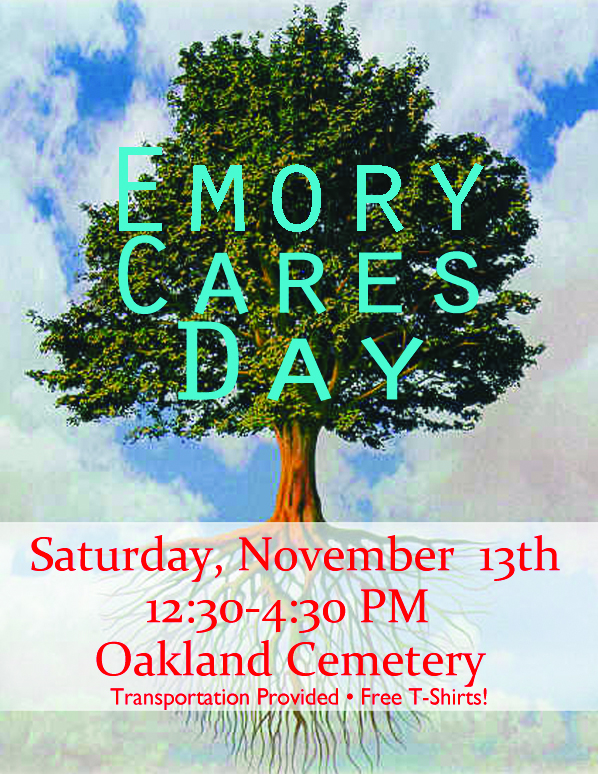 EMORY
CARES
DAY
Saturday, November 13th
12:30-4:30 PM
Oakland Cemetery
Transportation Provided • Free T-Shirts!